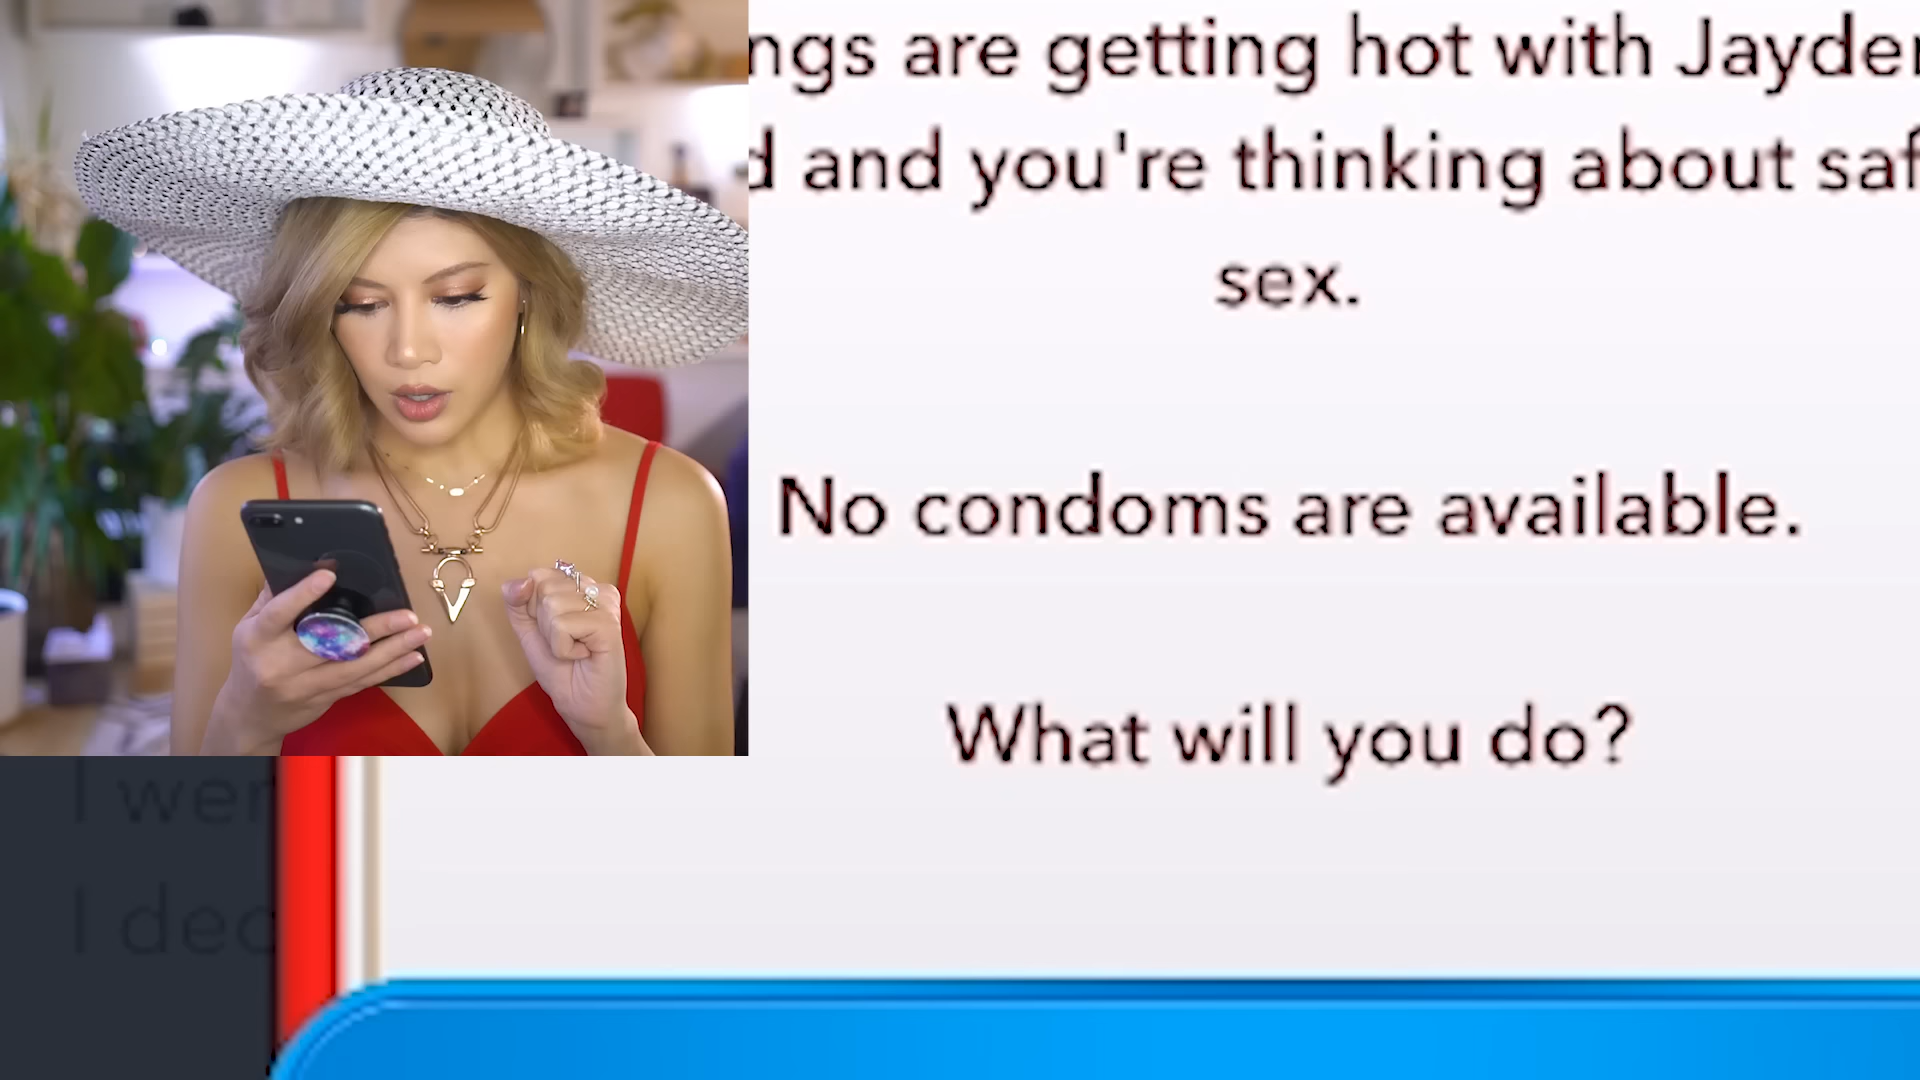 ngs are getting hot with Jayden
d and you're thinking about saf
sex.
No condoms are available.
What will you do?
I wer
I dec